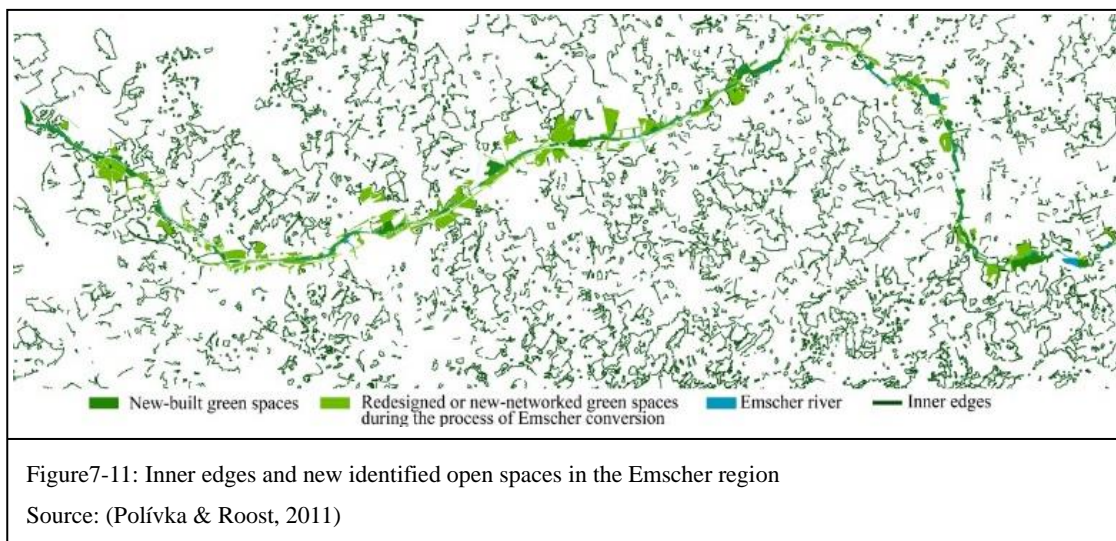 New-built green spaces
Redesigned or new-networked green spaces
during the process of Emscher conversion
Emscher river
Inner edges
Figure7-11: Inner edges and new identified open spaces in the Emscher region
Source: (Polívka & Roost, 2011)